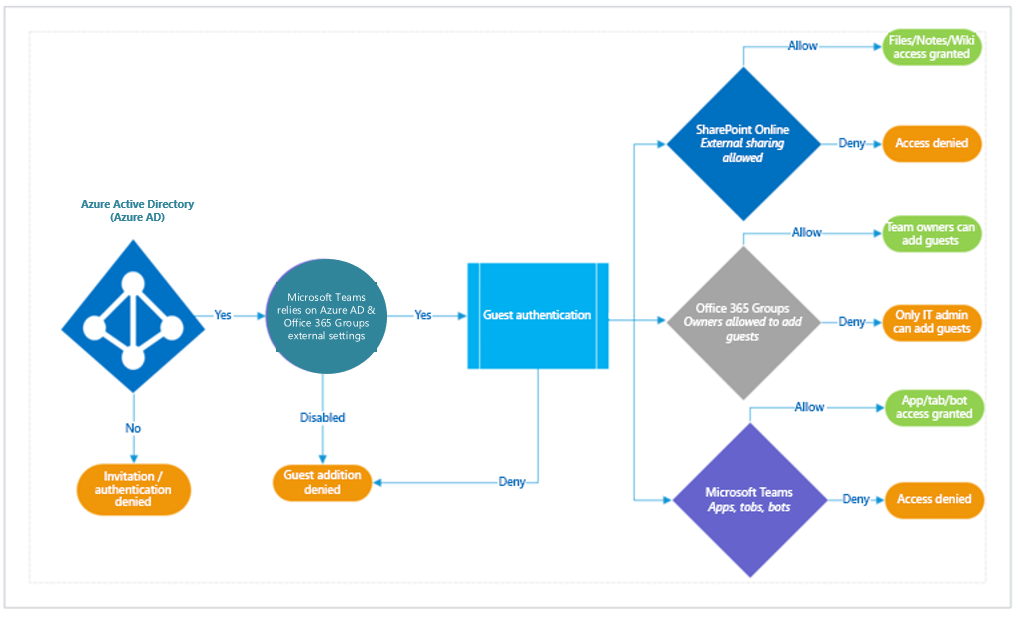 Azure Active Directory
(Azure AD)
Yes
No
Invitation /
authentication
denied
Microsoft Teams
relies on Azure AD &
Office 365 Groups
external settings
Yes
Disabled
Guest addition
denied
Guest authentication
Deny
SharePoint Online
External sharing
allowed
Allow
Files/Notes/Wiki
access granted
Deny
Access denied
Office 365 Groups
Owners allowed to add
guests
Allow
Team owners can
add guests
Deny
Only IT admin
can add guests
Microsoft Teams
Apps, tobs, bots
Allow
App/tab/bot
access granted
Deny
Access denied